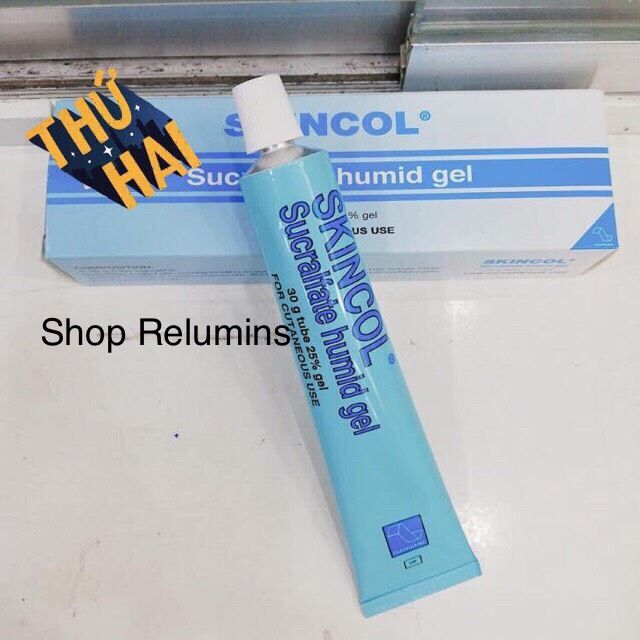 THỨ
HAI
SKINCOL®
Sucralfate humid gel
% gel
US USE
SKINCOL®
Shop Relumins
SKINCOL®
Sucralfate humid gel
30 g tube 25% gel
FOR CUTANEOUS USE